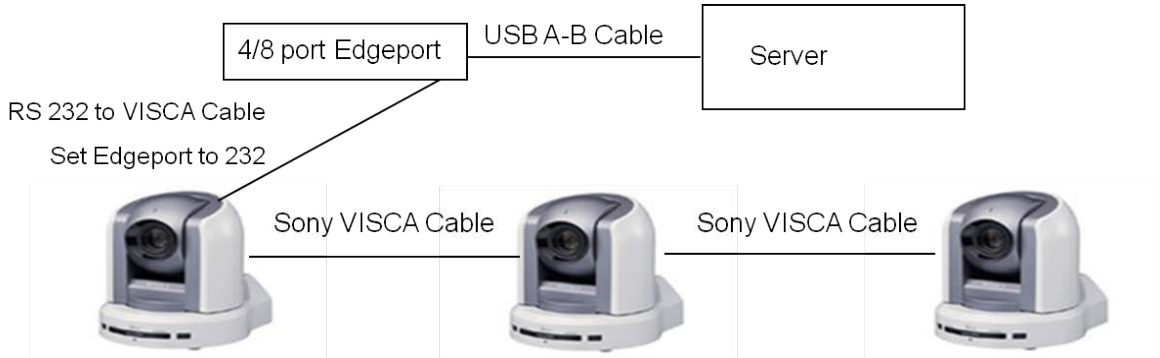 4/8 port Edgeport
USB A-B Cable
Server
RS 232 to VISCA Cable
Set Edgeport to 232
Sony VISCA Cable
Sony VISCA Cable